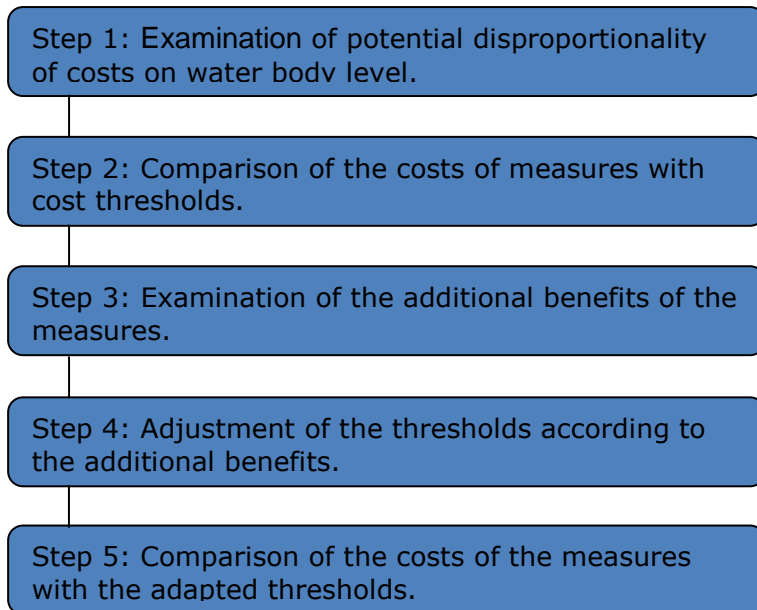 Step 1: Examination of potential disproportionality
of costs on water body level.
Step 2: Comparison of the costs of measures with
cost thresholds.
Step 3: Examination of the additional benefits of the
measures.
Step 4: Adjustment of the thresholds according to
the additional benefits.
Step 5: Comparison of the costs of the measures
with the adapted thresholds.